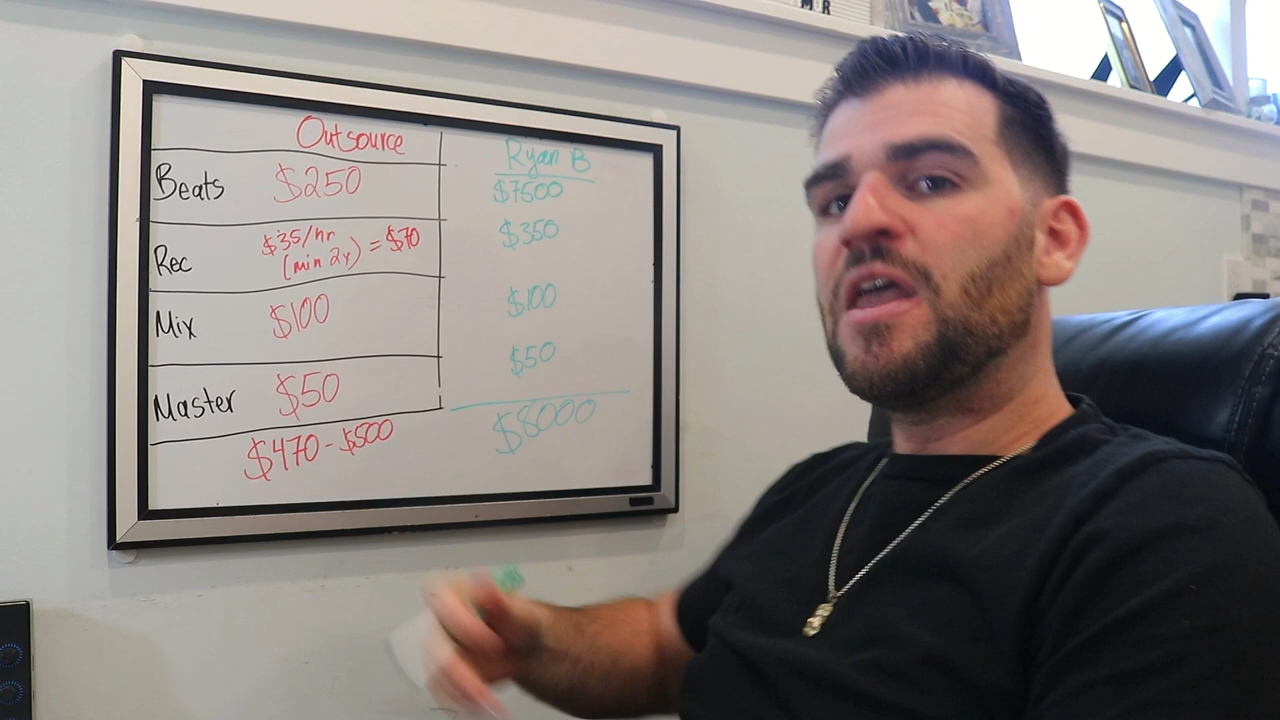 Outsource
Ryan B
Beats $250 $7500
Rec $35/hr (min 2x) = $70 $350
Mix $100 $100
Master $50 $50
$470 - $500 $8000